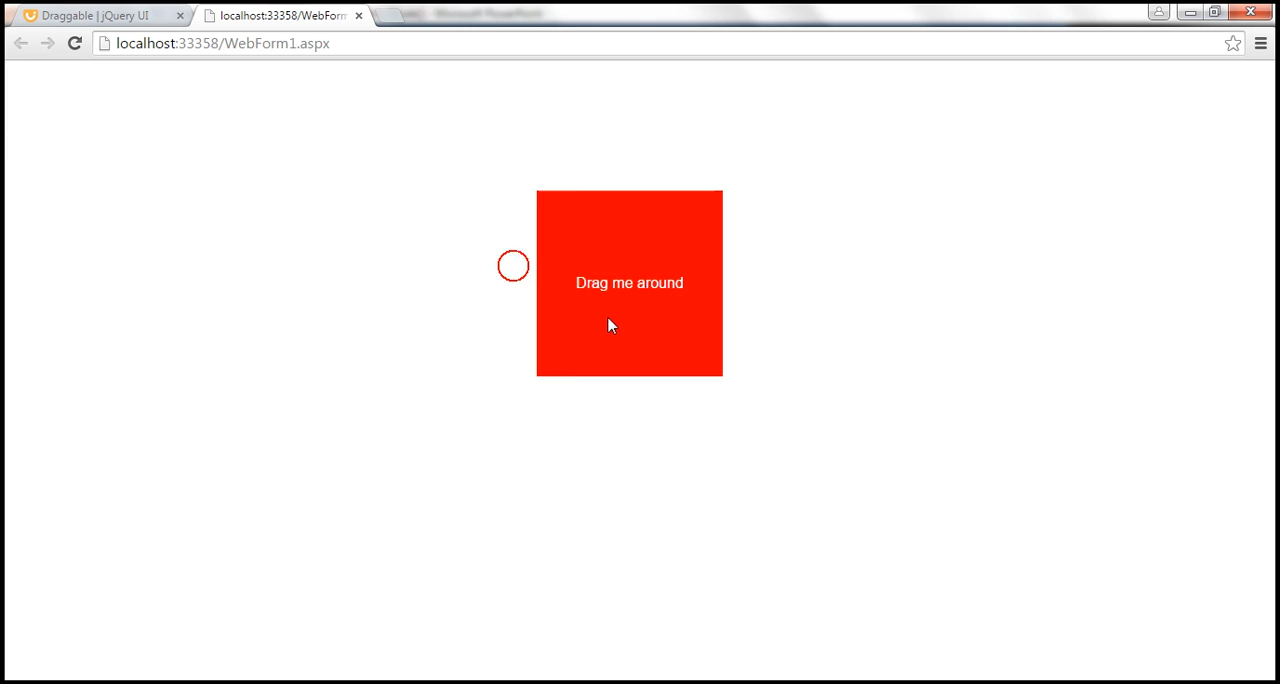 Draggable | jQuery UI
localhost:33358/WebForm
localhost:33358/WebForm1.aspx
Drag me around